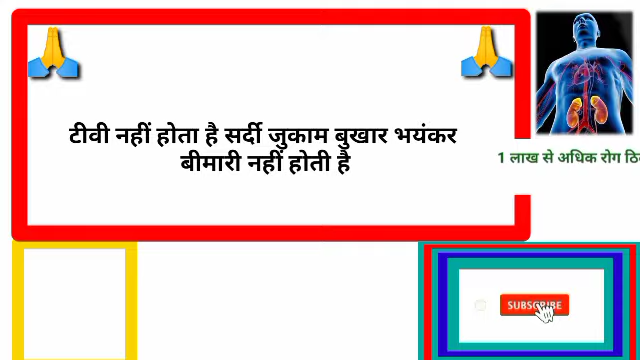 टीवी नहीं होता है सर्दी जुकाम बुखार भयंकर
बीमारी नहीं होती है
1 लाख से अधिक रोग
SUBSCRIBE